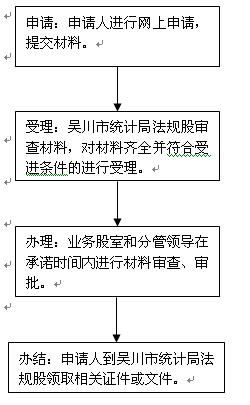 申请：申请人进行网上申请，
提交材料。
受理：吴川市统计局法规股审
查材料，对材料齐全并符合受
进条件的进行受理。
办理：业务股室和分管领导在
承诺时间内进行材料审查、审
批。
办结：申请人到吴川市统计局法
规股领取相关证件或文件。